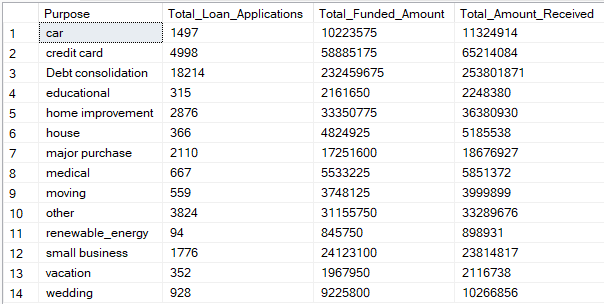 Purpose Total_Loan_Applications Total_Funded_Amount Total_Amount_Received
1 car 1497 10223575 11324914
2 credit card 4998 58885175 65214084
3 Debt consolidation 18214 232459675 253801871
4 educational 315 2161650 2248380
5 home improvement 2876 33350775 36380930
6 house 366 4824925 5185538
7 major purchase 2110 17251600 18676927
8 medical 667 5533225 5851372
9 moving 559 3748125 3999899
10 other 3824 31155750 33289676
11 renewable_energy 94 845750 898931
12 small business 1776 24123100 23814817
13 vacation 352 1967950 2116738
14 wedding 928 9225800 10266856